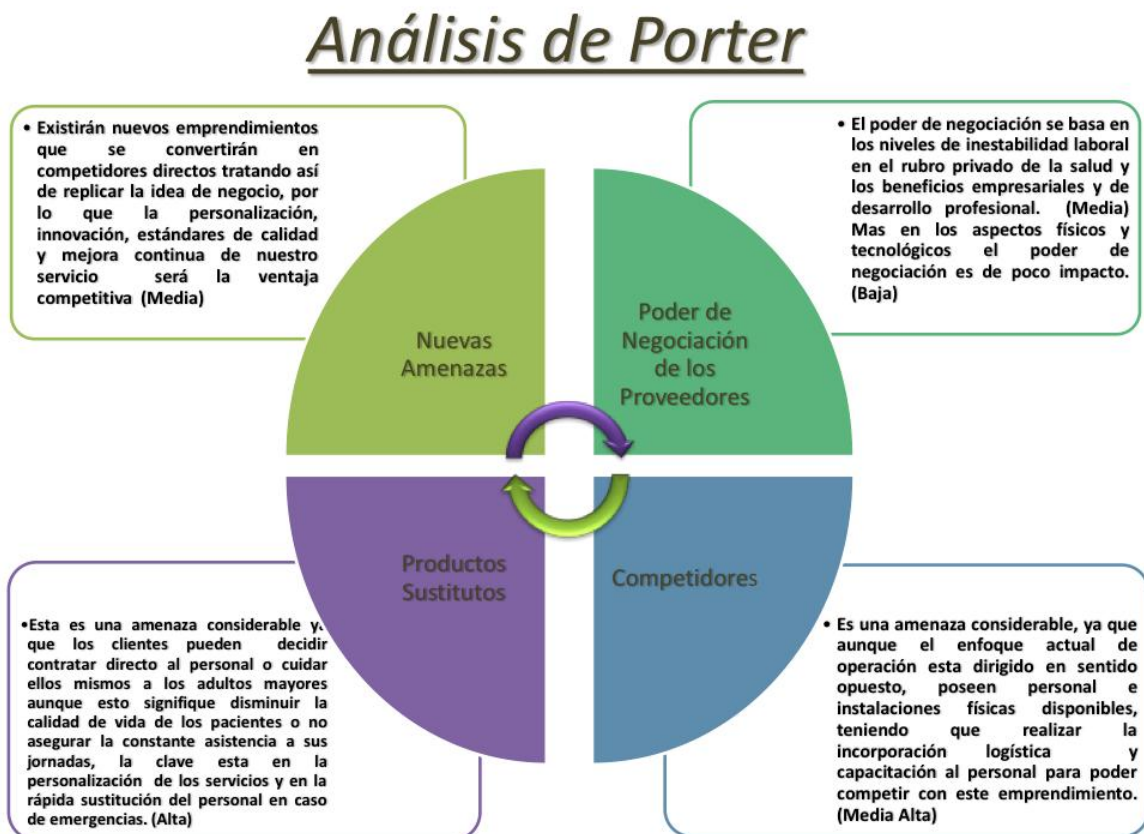 Análisis de Porter
• Existirán nuevos emprendimientos
que se convertirán en
competidores directos tratando así
de replicar la idea de negocio, por
lo que la personalización,
innovación, estándares de calidad
y mejora continua de nuestro
servicio será la ventaja
competitiva (Media)
• El poder de negociación se basa en
los niveles de inestabilidad laboral
en el rubro privado de la salud y
los beneficios empresariales y de
desarrollo profesional. (Media)
Mas en los aspectos físicos y
tecnológicos el poder de
negociación es de poco impacto.
(Baja)
Nuevas
Amenazas
Poder de
Negociación
de los
Proveedores
Productos
Sustitutos
Competidores
•Esta es una amenaza considerable ya
que los clientes pueden decidir
contratar directo al personal o cuidar
ellos mismos a los adultos mayores
aunque esto signifique disminuir la
calidad de vida de los pacientes o no
asegurar la constante asistencia a sus
jornadas, la clave esta en la
personalización de los servicios y en la
rápida sustitución del personal en caso
de emergencias. (Alta)
• Es una amenaza considerable, ya que
aunque el enfoque actual de
operación esta dirigido en sentido
opuesto, poseen personal e
instalaciones físicas disponibles,
teniendo que realizar la
incorporación logística y
capacitación al personal para poder
competir con este emprendimiento.
(Media Alta)